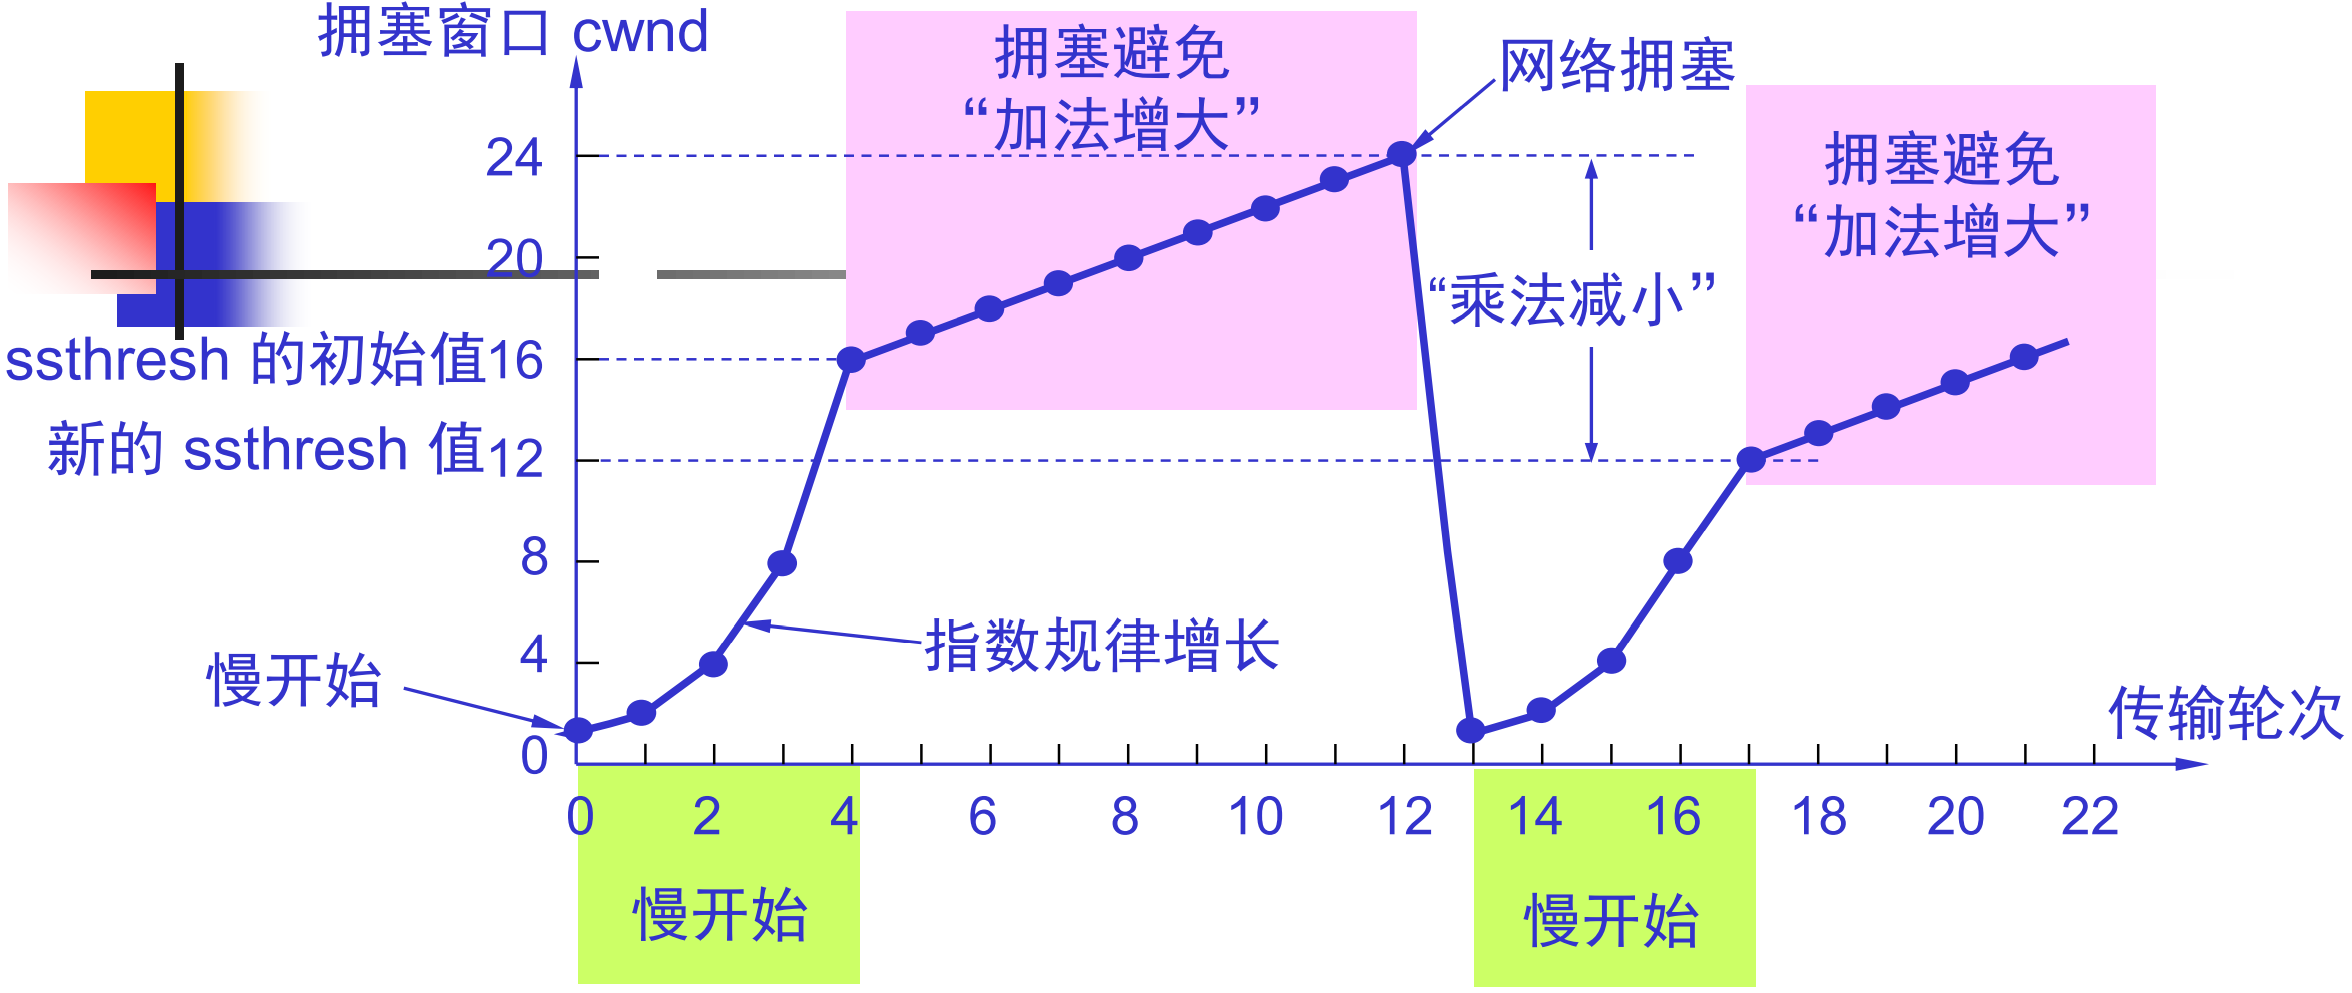 拥塞窗口 cwnd
拥塞避免
“加法增大”
网络拥塞
拥塞避免
“加法增大”
24
20
“乘法减小”
ssthresh 的初始值16
新的 ssthresh 值12
8
指数规律增长
4
慢开始
0
传输轮次
0 2 4 6 8 10 12 14 16 18 20 22
慢开始
慢开始